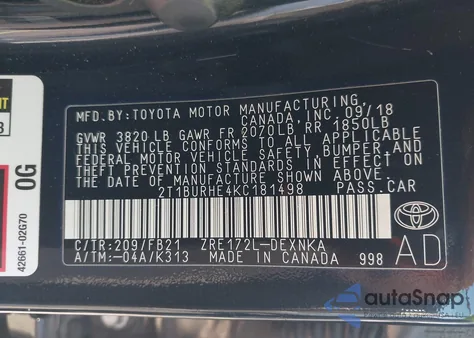 MFD.BY:TOYOTA MOTOR MANUFACTURING,
CANADA, INC. 09/18
GVWR 3820 LB GAWR FR 2070LB RR 1850LB
THIS VEHICLE CONFORMS TO ALL APPLICABLE
FEDERAL MOTOR VEHICLE SAFETY, BUMPER AND
THEFT PREVENTION STANDARDS IN EFFECT ON
THE DATE OF MANUFACTURE SHOWN ABOVE.
2T1BURHE4KC181498 PASS.CAR
C/TR:209/FB21 ZRE172L-DEXNKA
A/TM:-04A/K313 MADE IN CANADA 998
AD
0G
42661-02G70
autoSnap